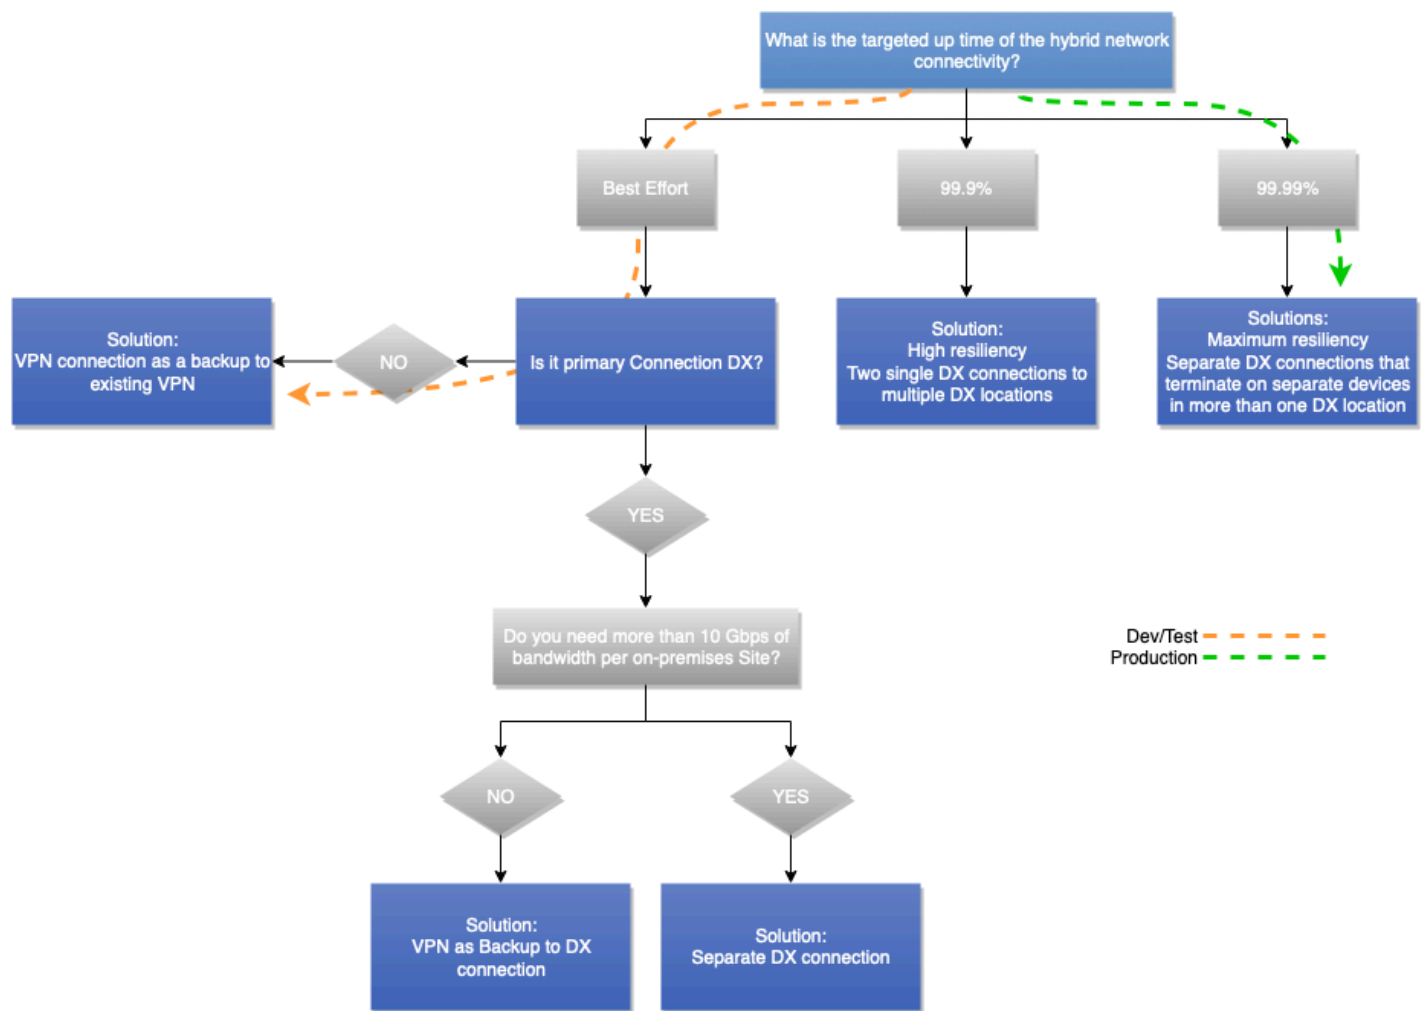 What is the targeted up time of the hybrid network
connectivity?
Best Effort
99.9%
99.99%
Solution:
VPN connection as a backup to
existing VPN
NO
Is it primary Connection DX?
Solution:
High resiliency
Two single DX connections to
multiple DX locations
Solutions:
Maximum resiliency
Separate DX connections that
terminate on separate devices
in more than one DX location
YES
Do you need more than 10 Gbps of
bandwidth per on-premises Site?
Dev/Test
Production
NO
YES
Solution:
VPN as Backup to DX
connection
Solution:
Separate DX connection